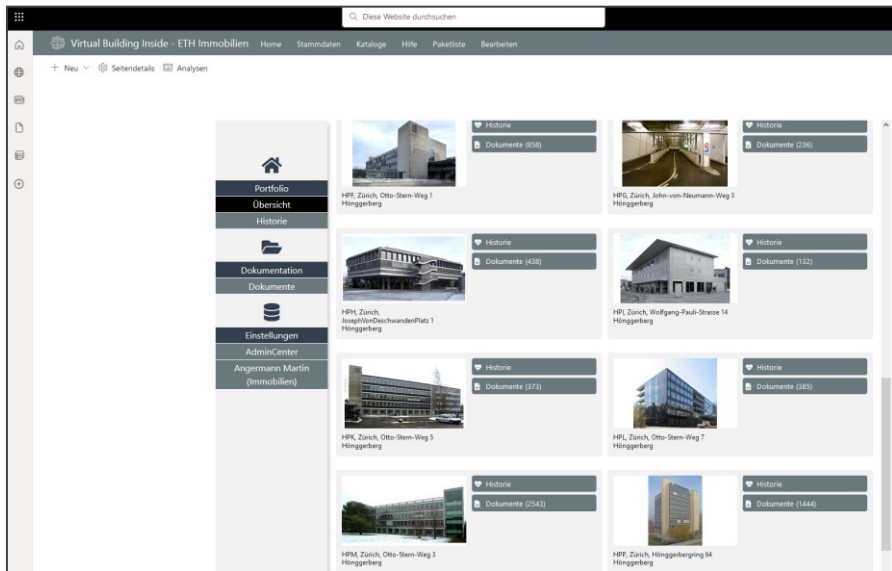 Diese Website durchsuchen
Virtual Building Inside - ETH Immobilien Home Stammdaten Kataloge Hilfe Paketliste Bearbeiten
+ Neu Seitendetails Analysen
Portfolio
Übersicht
Historie
Dokumentation
Dokumente
Einstellungen
AdminCenter
Angermann Martin
(Immobilien)
Historie
Dokumente (858)
HPF, Zürich, Otto-Stern-Weg 1
Hönggerberg
Historie
Dokumente (236)
HPG, Zürich, John-von-Neumann-Weg 3
Hönggerberg
Historie
Dokumente (438)
HPH, Zürich,
JosephVonDeschwandenPlatz 1
Hönggerberg
Historie
Dokumente (132)
HPI, Zürich, Wolfgang-Pauli-Strasse 14
Hönggerberg
Historie
Dokumente (373)
HPK, Zürich, Otto-Stern-Weg 5
Hönggerberg
Historie
Dokumente (385)
HPL, Zürich, Otto-Stern-Weg 7
Hönggerberg
Historie
Dokumente (2543)
HPM, Zürich, Otto-Stern-Weg 3
Hönggerberg
Historie
Dokumente (1444)
HPP, Zürich, Hönggerbergring 64
Hönggerberg